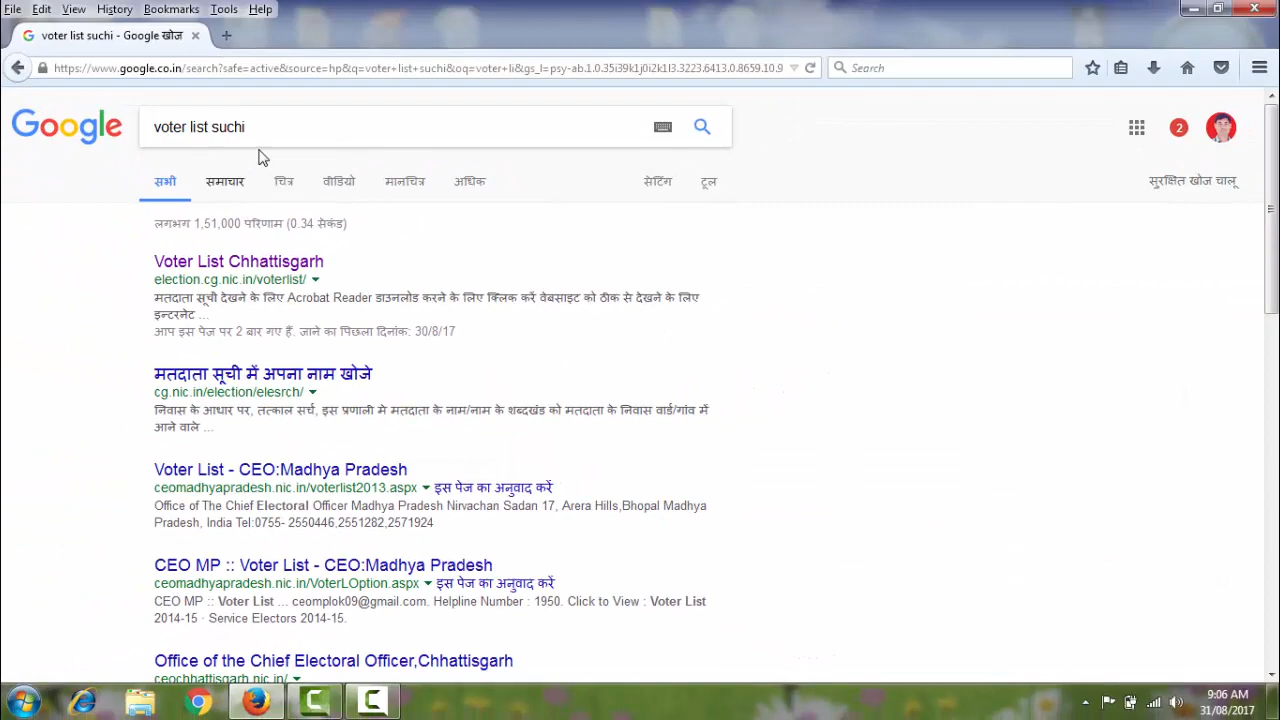 File Edit View History Bookmarks Tools Help
voter list suchi - Google खोज
https://www.google.co.in/search?safe=active&source=hp&q=voter+list+suchi&oq=voter+li&gs_l=psy-ab.1.0.35i39k1j0i2k1l3.3223.6413.0.8659.10.9
Search
Google
voter list suchi
2
सभी समाचार चित्र वीडियो मानचित्र अधिक सेटिंग टूल
सुरक्षित खोज चालू
लगभग 1,51,000 परिणाम (0.34 सेकंड)
Voter List Chhattisgarh
election.cg.nic.in/voterlist/
मतदाता सूची देखने के लिए Acrobat Reader डाउनलोड करने के लिए क्लिक करें वेबसाइट को ठीक से देखने के लिए
इन्टरनेट ...
आप इस पेज पर 2 बार गए हैं. जाने का पिछला दिनांक: 30/8/17
मतदाता सूची में अपना नाम खोजे
cg.nic.in/election/elesrch/
निवास के आधार पर, तत्काल सर्च, इस प्रणाली मे मतदाता के नाम/नाम के शब्दखंड को मतदाता के निवास वार्ड/गांव में
आने वाले ...
Voter List - CEO:Madhya Pradesh
ceomadhyapradesh.nic.in/voterlist2013.aspx इस पेज का अनुवाद करें
Office of The Chief Electoral Officer Madhya Pradesh Nirvachan Sadan 17, Arera Hills,Bhopal Madhya
Pradesh, India Tel:0755- 2550446,2551282,2571924
CEO MP :: Voter List - CEO:Madhya Pradesh
ceomadhyapradesh.nic.in/VoterLOption.aspx इस पेज का अनुवाद करें
CEO MP :: Voter List ... ceomplok09@gmail.com. Helpline Number : 1950. Click to View : Voter List
2014-15 · Service Electors 2014-15.
Office of the Chief Electoral Officer,Chhattisgarh
ceochhattisgarh.nic.in/
9:06 AM
31/08/2017